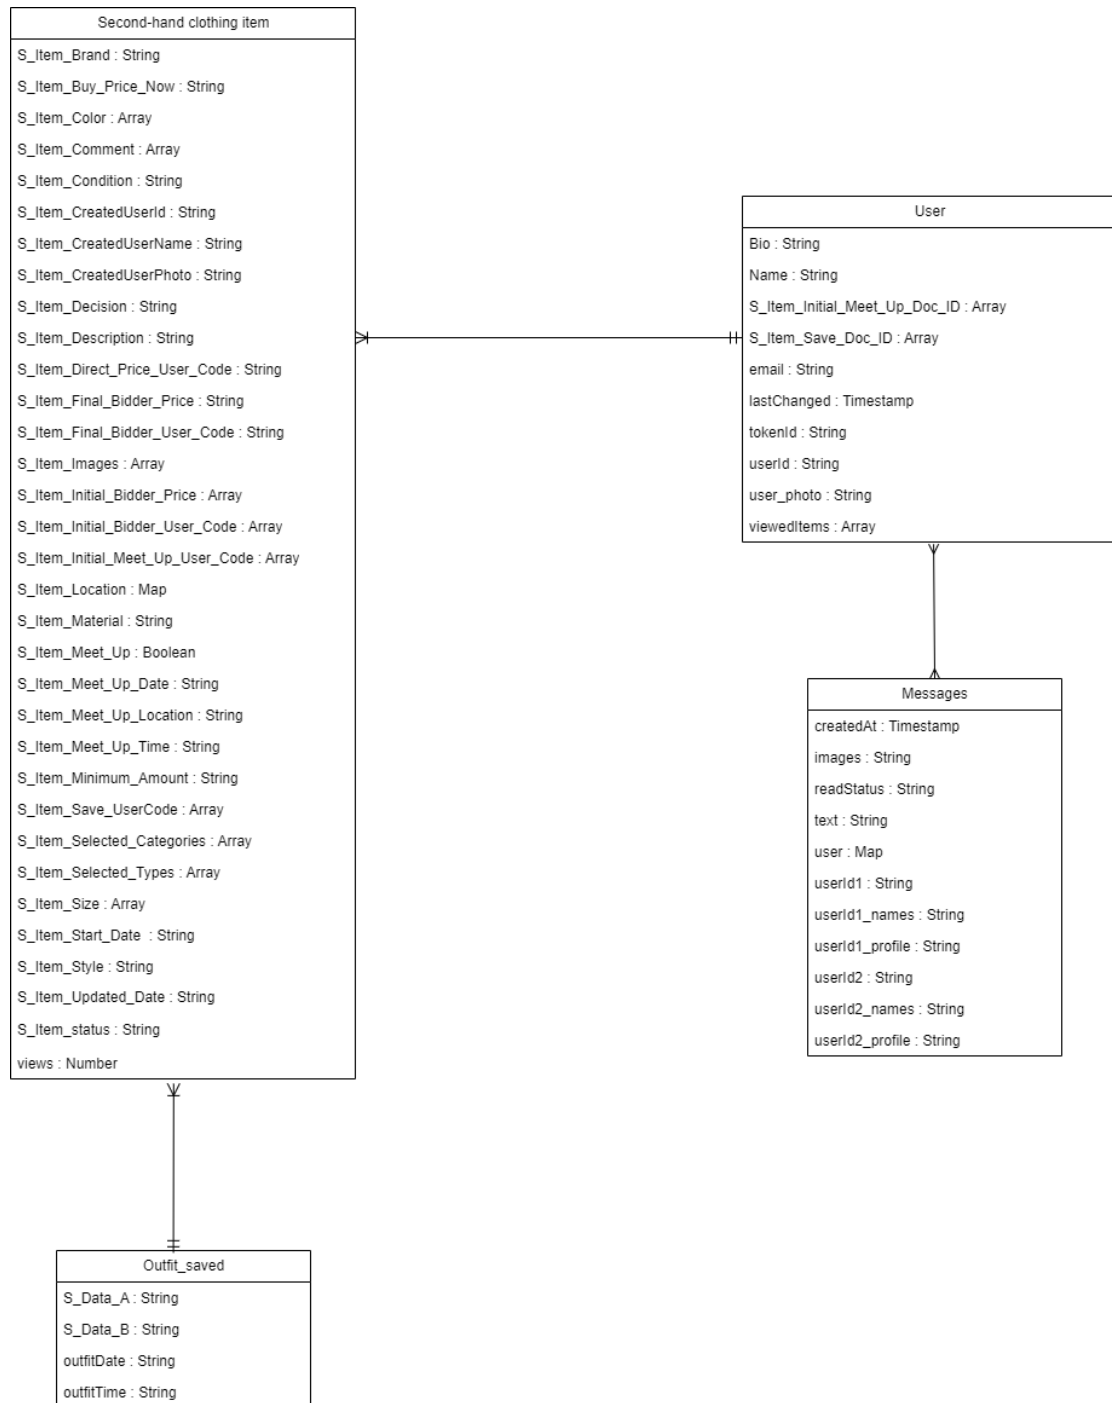 Second-hand clothing item
S_Item_Brand : String
S_Item_Buy_Price_Now : String
S_Item_Color : Array
S_Item_Comment : Array
S_Item_Condition : String
S_Item_CreatedUserId : String
S_Item_CreatedUserName : String
S_Item_CreatedUserPhoto : String
S_Item_Decision : String
S_Item_Description : String
S_Item_Direct_Price_User_Code : String
S_Item_Final_Bidder_Price : String
S_Item_Final_Bidder_User_Code : String
S_Item_Images : Array
S_Item_Initial_Bidder_Price : Array
S_Item_Initial_Bidder_User_Code : Array
S_Item_Initial_Meet_Up_User_Code : Array
S_Item_Location : Map
S_Item_Material : String
S_Item_Meet_Up : Boolean
S_Item_Meet_Up_Date : String
S_Item_Meet_Up_Location : String
S_Item_Meet_Up_Time : String
S_Item_Minimum_Amount : String
S_Item_Save_UserCode : Array
S_Item_Selected_Categories : Array
S_Item_Selected_Types : Array
S_Item_Size : Array
S_Item_Start_Date : String
S_Item_Style : String
S_Item_Updated_Date : String
S_Item_status : String
views : Number
User
Bio : String
Name : String
S_Item_Initial_Meet_Up_Doc_ID : Array
S_Item_Save_Doc_ID : Array
email : String
lastChanged : Timestamp
tokenId : String
userId : String
user_photo : String
viewedItems : Array
Messages
createdAt : Timestamp
images : String
readStatus : String
text : String
user : Map
userId1 : String
userId1_names : String
userId1_profile : String
userId2 : String
userId2_names : String
userId2_profile : String
Outfit_saved
S_Data_A : String
S_Data_B : String
outfitDate : String
outfitTime : String